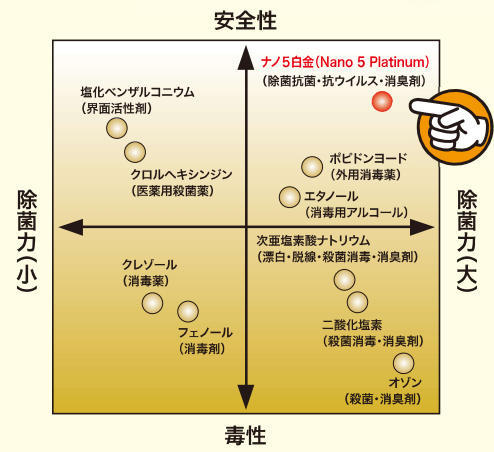 安全性
ナノ5白金(Nano 5 Platinum)
(除菌抗菌・抗ウイルス・消臭剤)
塩化ベンザルコニウム
(界面活性剤)
クロルヘキシンジン
(医薬用殺菌薬)
ポビドンヨード
(外用消毒薬)
エタノール
(消毒用アルコール)
除菌力(小)
除菌力(大)
次亜塩素酸ナトリウム
(漂白・脱線・殺菌消毒・消臭剤)
クレゾール
(消毒薬)
フェノール
(消毒剤)
二酸化塩素
(殺菌消毒・消臭剤)
オゾン
(殺菌・消臭剤)
毒性